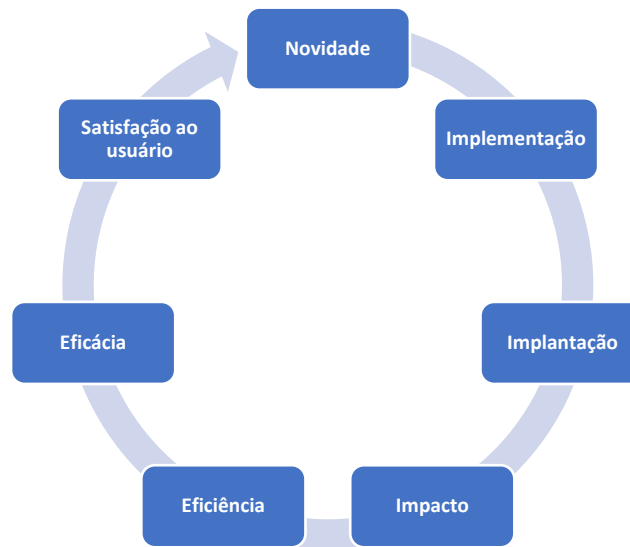 Novidade
Implementação
Implantação
Impacto
Eficiência
Eficácia
Satisfação ao
usuário